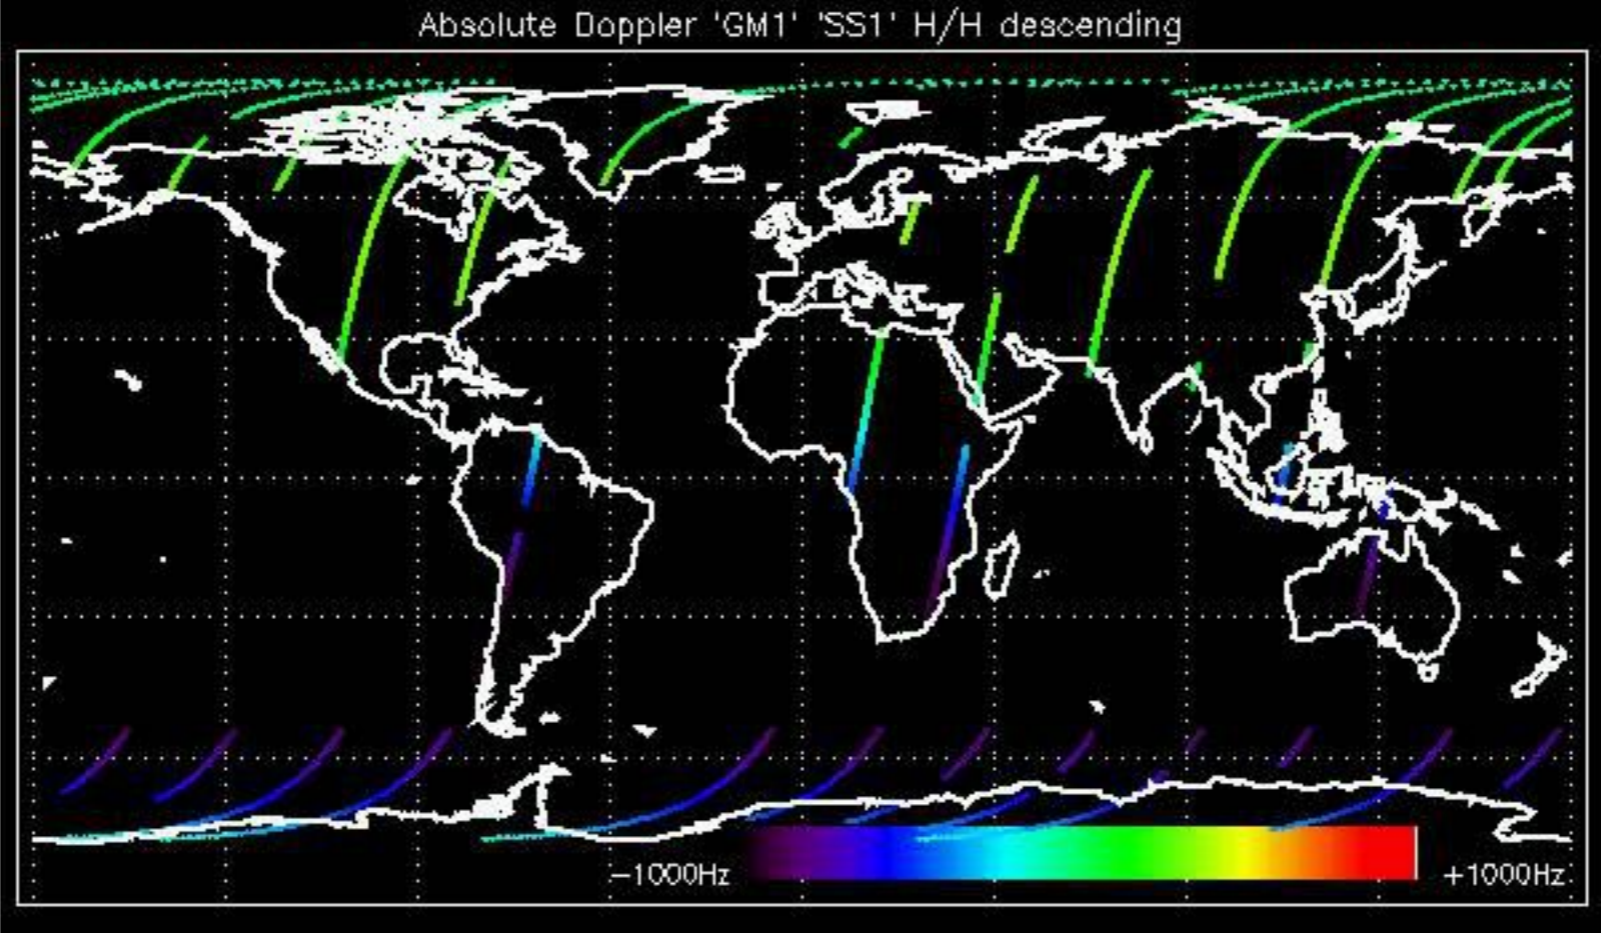 Absolute Doppler 'GM1' 'SS1' H/H descending
-1000Hz +1000Hz